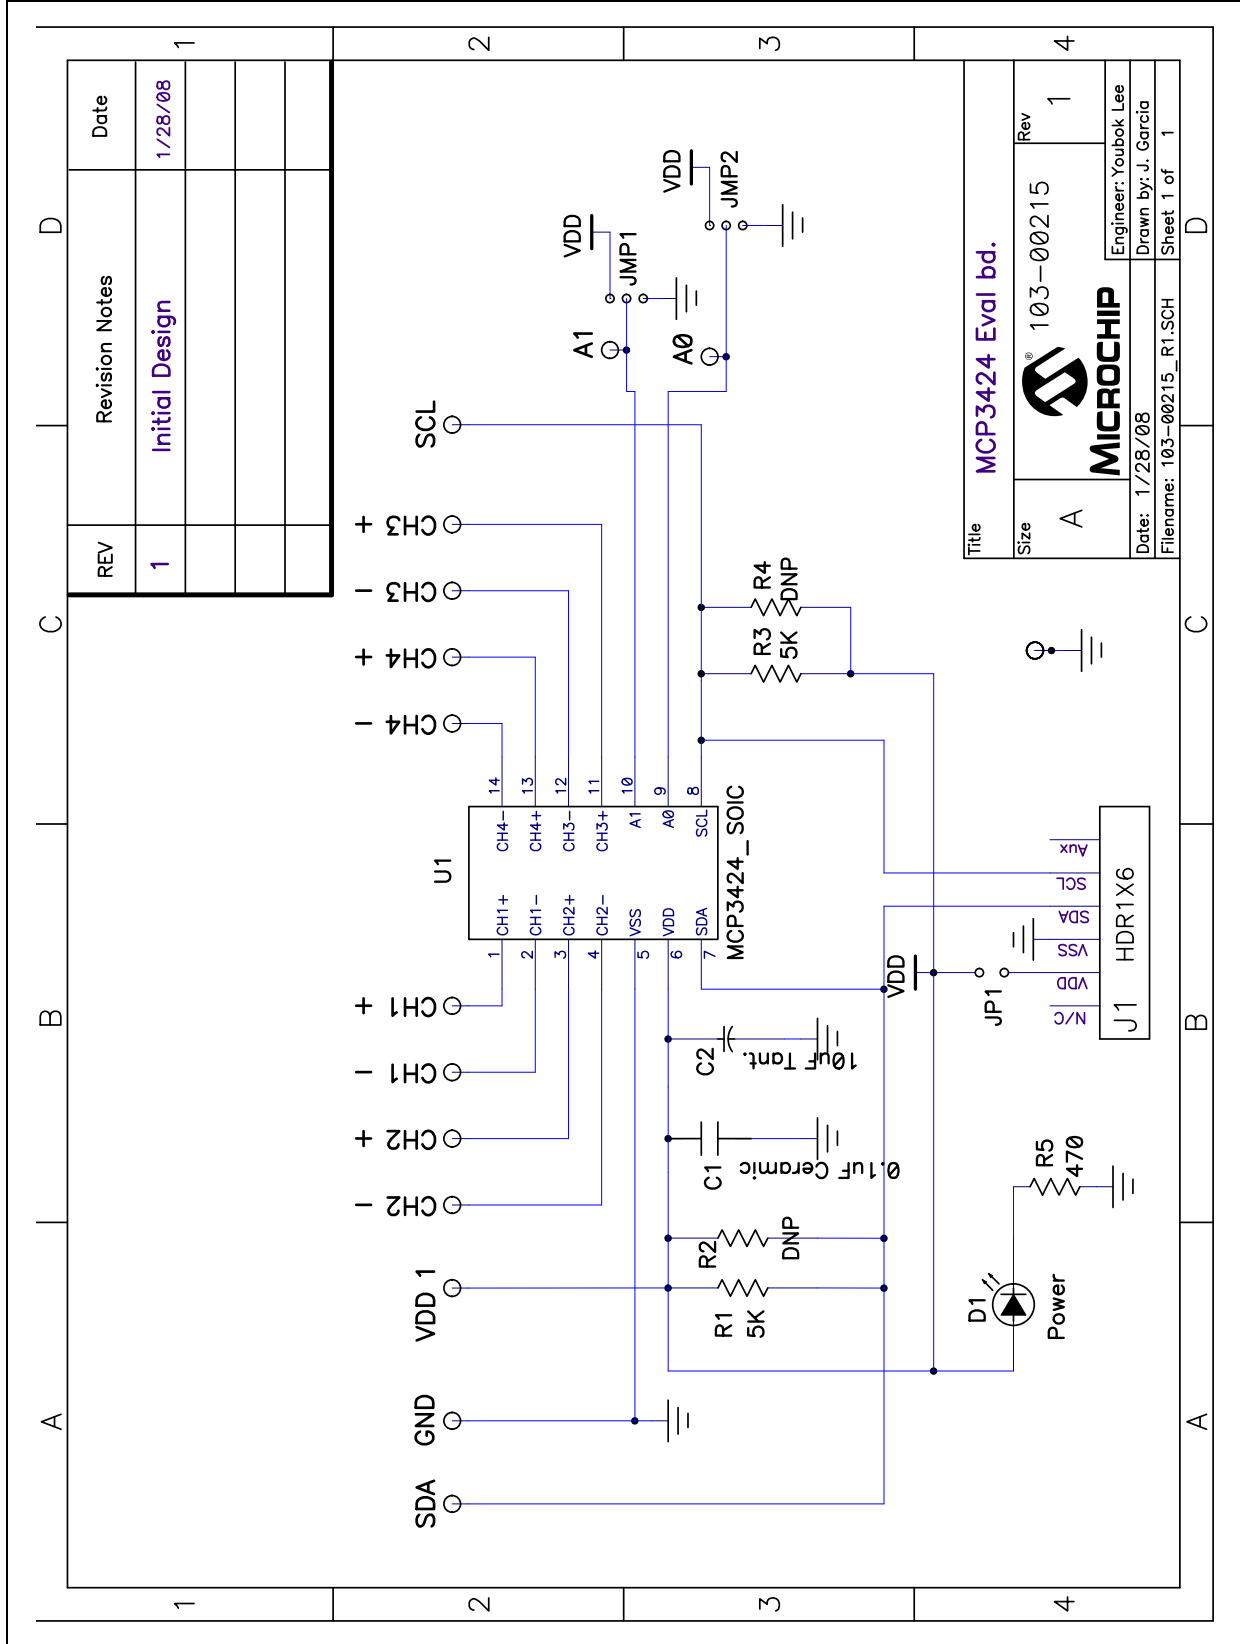 A
B
C
D
1
2
3
4
REV
Revision Notes
Date
1
Initial Design
1/28/08
SDA
GND
VDD 1
CH2 -
CH2 +
CH1 -
CH1 +
CH4 -
CH4 +
CH3 -
CH3 +
SCL
U1
1
CH1+
CH4-
14
2
CH1-
CH4+
13
3
CH2+
CH3-
12
4
CH2-
CH3+
11
5
VSS
A1
10
6
VDD
A0
9
7
SDA
SCL
8
MCP3424_SOIC
A1
VDD
JMP1
A0
VDD
JMP2
R1
5K
R2
DNP
C1
0.1uF Ceramic
C2
10uF Tant.
R3
5K
R4
DNP
VDD
JP1
D1
Power
R5
470
N/C
VDD
VSS
SDA
SCL
Aux
J1
HDR1X6
Title
MCP3424 Eval bd.
Size
A
103-00215
Rev
1
®
MICROCHIP
Engineer: Youbok Lee
Date: 1/28/08
Drawn by: J. Garcia
Filename: 103-00215_R1.SCH
Sheet 1 of 1
A
B
C
D
1
2
3
4